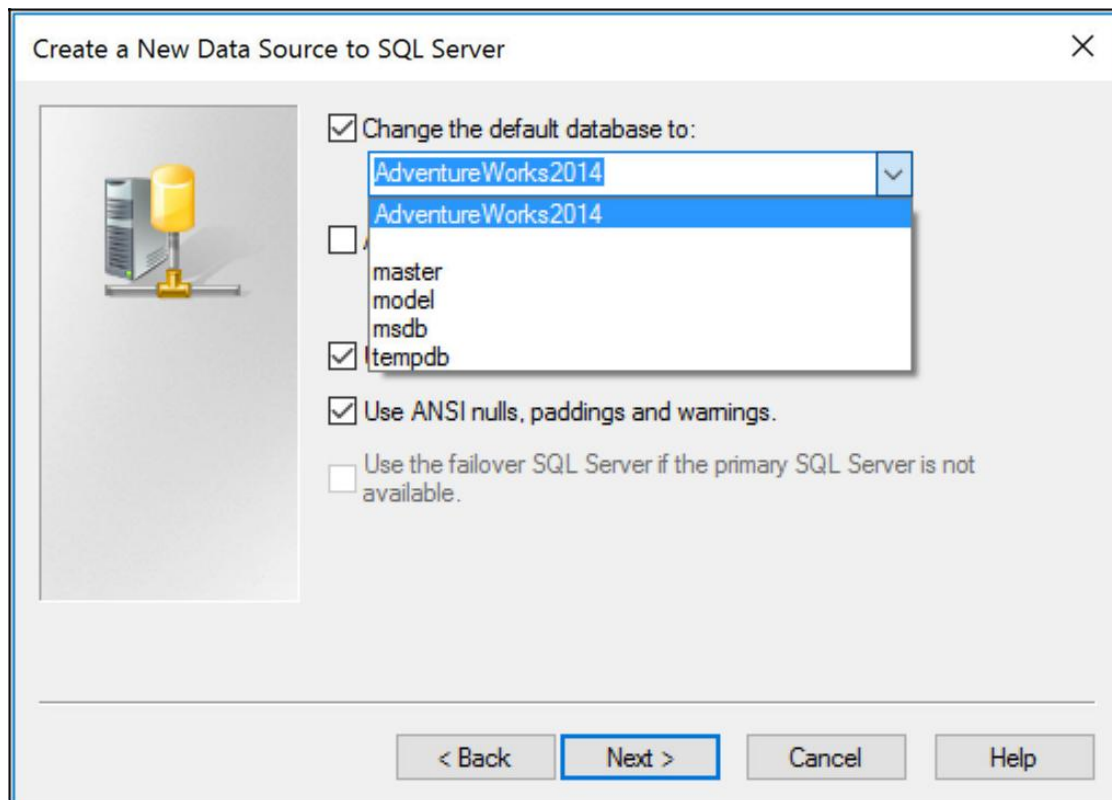 Create a New Data Source to SQL Server
Change the default database to:
AdventureWorks2014
AdventureWorks2014
master
model
msdb
tempdb
Use ANSI nulls, paddings and warnings.
Use the failover SQL Server if the primary SQL Server is not
available.
< Back
Next >
Cancel
Help